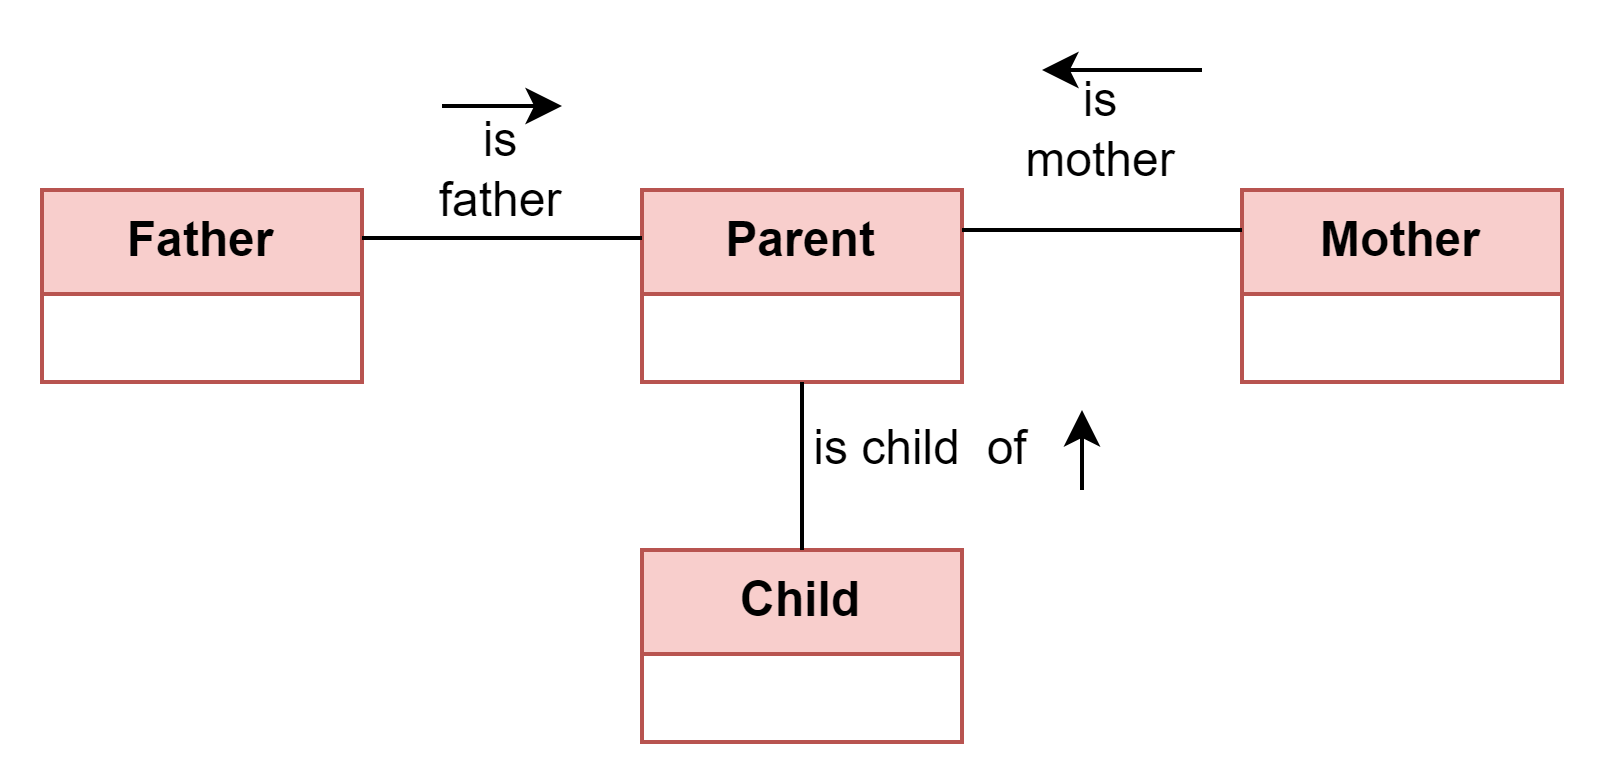 is
father
is
mother
Father
Parent
Mother
is child of
Child